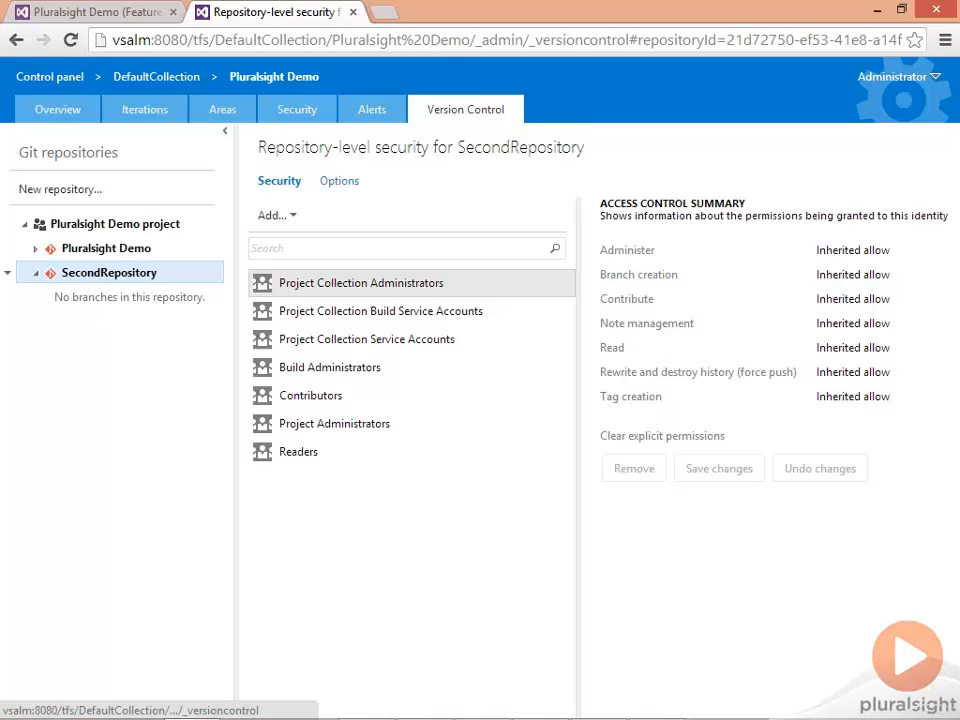 Pluralsight Demo (Feature
Repository-level security f
vsalm:8080/tfs/DefaultCollection/Pluralsight%20Demo/_admin/_versioncontrol#repositoryId=21d72750-ef53-41e8-a14f
Control panel > DefaultCollection > Pluralsight Demo
Administrator
Overview Iterations Areas Security Alerts Version Control
Git repositories
New repository...
Pluralsight Demo project
Pluralsight Demo
SecondRepository
No branches in this repository.
Repository-level security for SecondRepository
Security Options
Add...
Search
Project Collection Administrators
Project Collection Build Service Accounts
Project Collection Service Accounts
Build Administrators
Contributors
Project Administrators
Readers
ACCESS CONTROL SUMMARY
Shows information about the permissions being granted to this identity
Administer Inherited allow
Branch creation Inherited allow
Contribute Inherited allow
Note management Inherited allow
Read Inherited allow
Rewrite and destroy history (force push) Inherited allow
Tag creation Inherited allow
Clear explicit permissions
Remove Save changes Undo changes
vsalm:8080/tfs/DefaultCollection/.../_versioncontrol
pluralsight